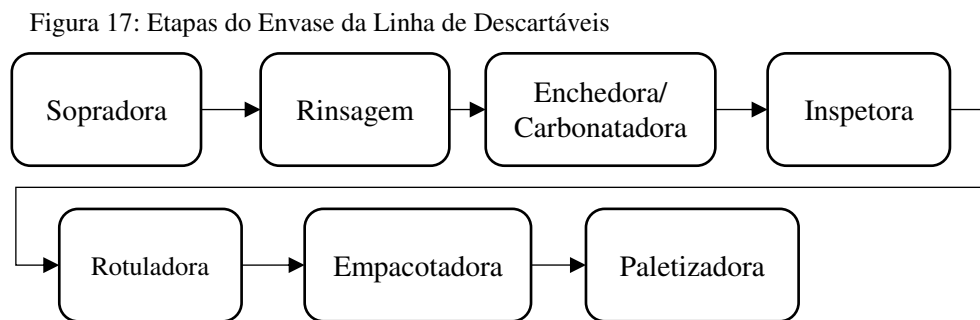 Figura 17: Etapas do Envase da Linha de Descartáveis
Sopradora
Rinsagem
Enchedora/
Carbonatadora
Inspetora
Rotuladora
Empacotadora
Paletizadora